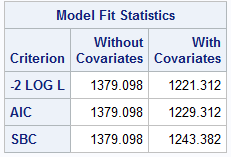 Model Fit Statistics
Criterion Without Covariates With Covariates
-2 LOG L 1379.098 1221.312
AIC 1379.098 1229.312
SBC 1379.098 1243.382